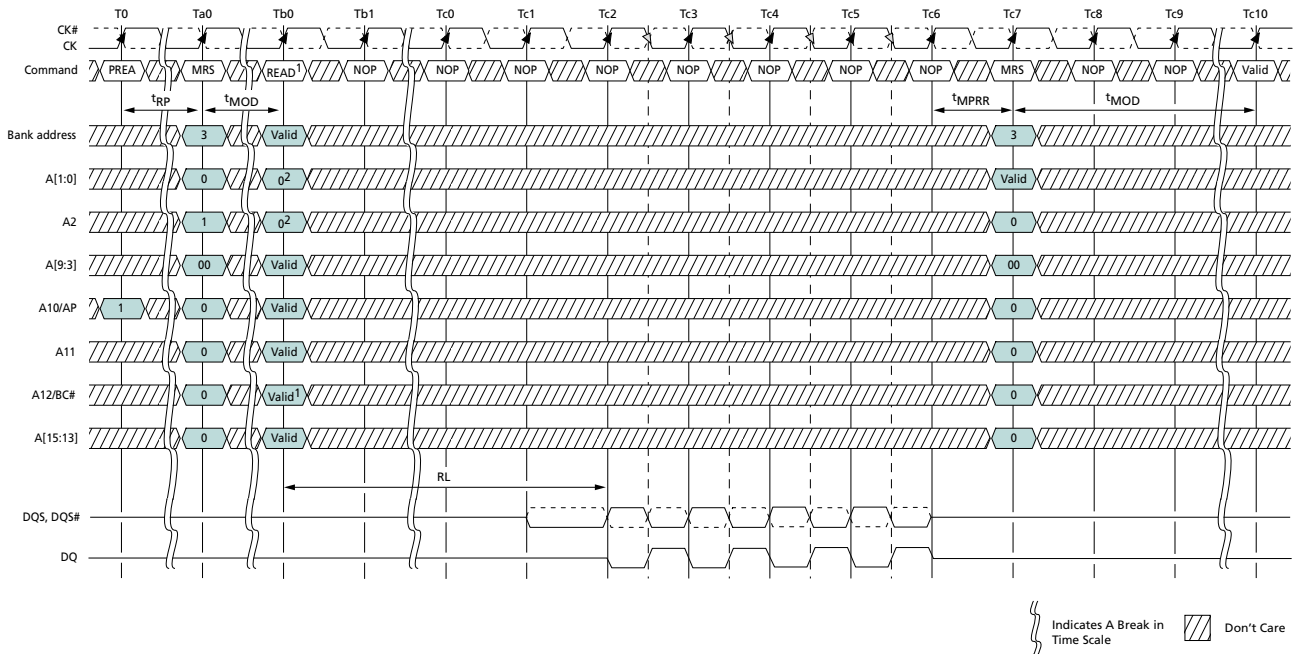 T0 Ta0 Tb0 Tb1 Tc0 Tc1 Tc2 Tc3 Tc4 Tc5 Tc6 Tc7 Tc8 Tc9 Tc10
CK#
CK
Command PREA MRS READ1 NOP NOP NOP NOP NOP NOP NOP NOP MRS NOP NOP Valid
tRP tMOD tMPRR tMOD
Bank address 3 Valid 3
A[1:0] 0 02 Valid
A2 1 02 0
A[9:3] 00 Valid 00
A10/AP 1 0 Valid 0
A11 0 Valid 0
A12/BC# 0 Valid1 0
A[15:13] 0 Valid 0
RL
DQS, DQS#
DQ
Indicates A Break in
Time Scale
Don't Care